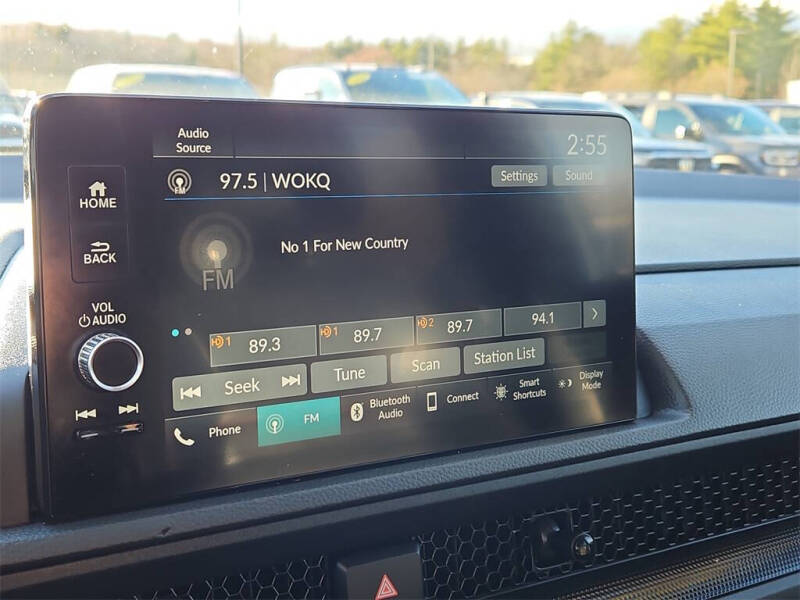 Audio
Source
2:55
HOME
FM
97.5 | WOKQ
Settings
Sound
BACK
No 1 For New Country
FM
VOL
AUDIO
1 89.3
1 89.7
2 89.7
94.1
Seek
Tune
Scan
Station List
Phone
FM
Bluetooth
Audio
Connect
Smart
Shortcuts
Display
Mode